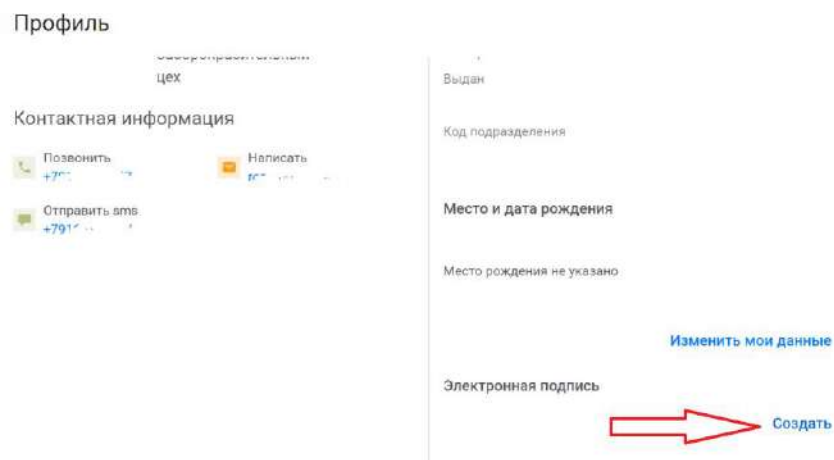 Профиль
цех
Контактная информация
Позвонить
Написать
Отправить sms
Выдан
Код подразделения
Место и дата рождения
Место рождения не указано
Изменить мои данные
Электронная подпись
Создать